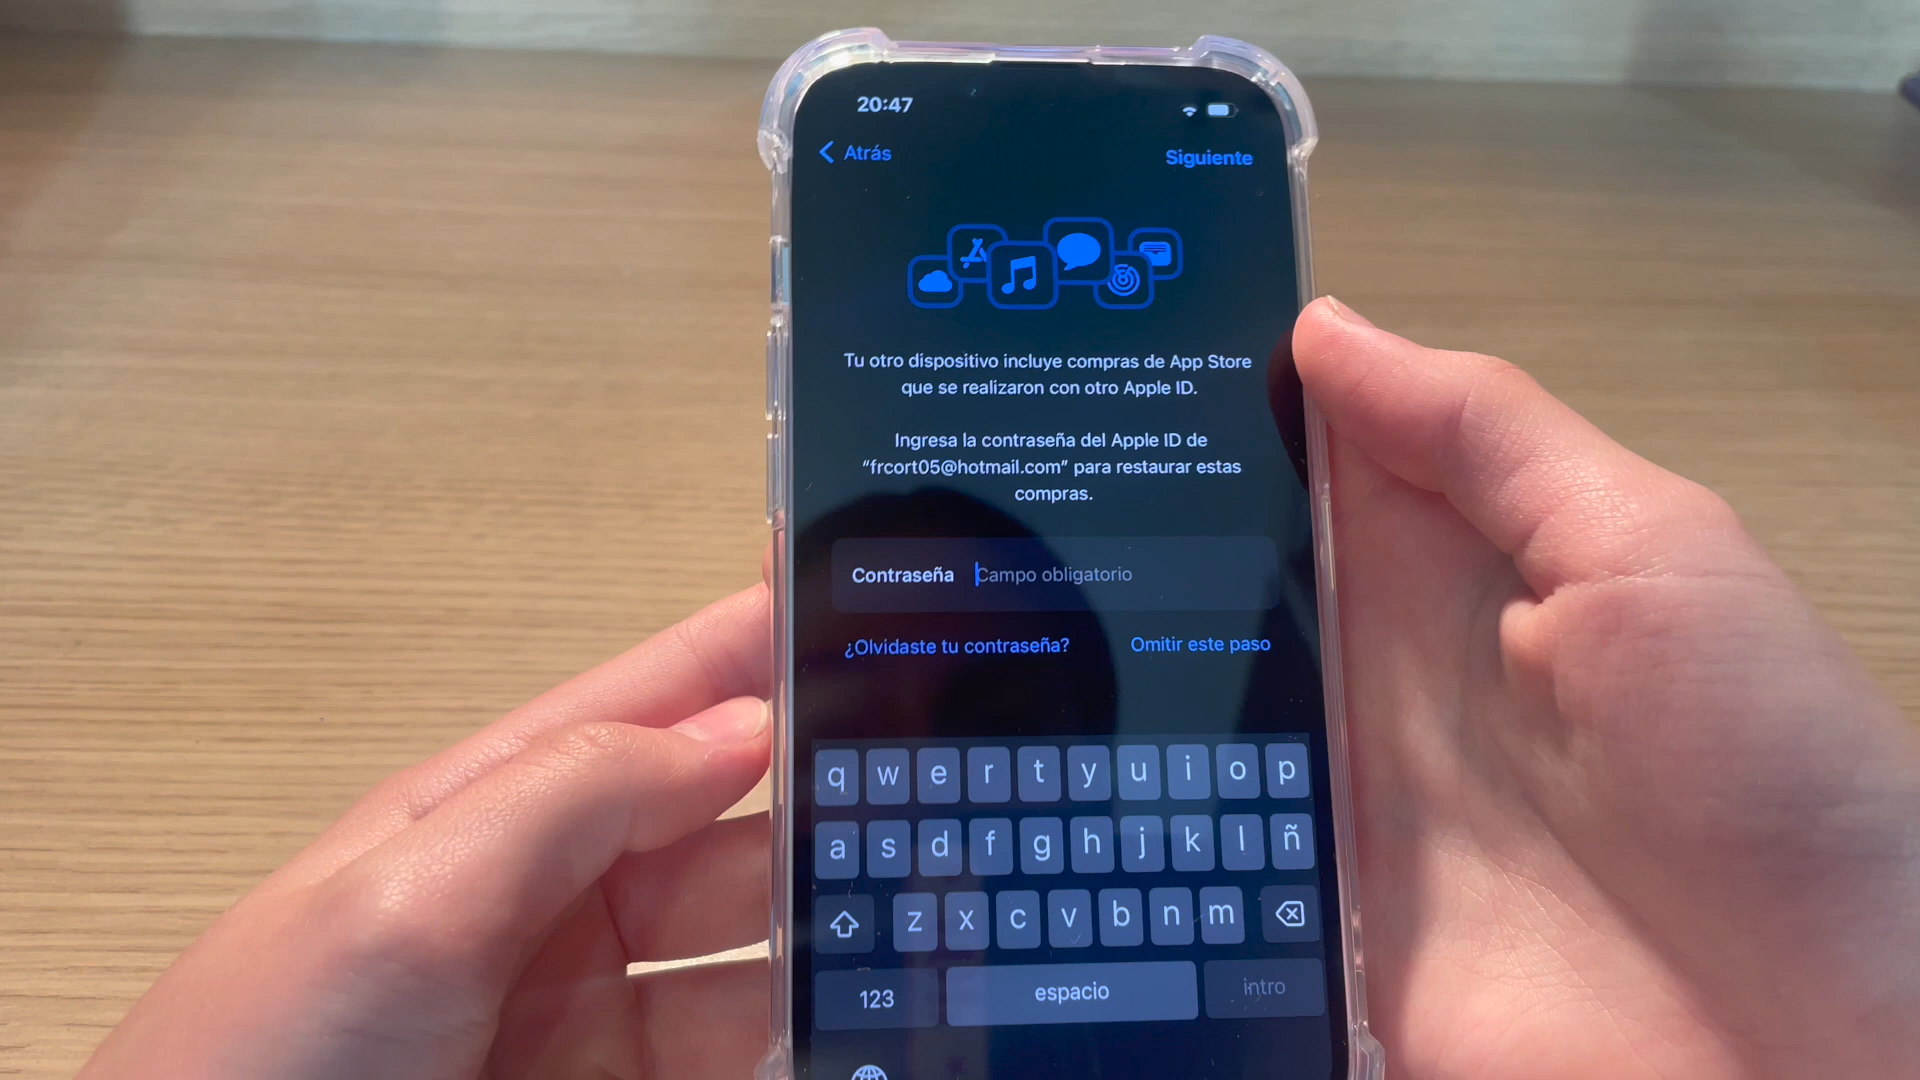 20:47
Atrás
Siguiente
Tu otro dispositivo incluye compras de App Store
que se realizaron con otro Apple ID.
Ingresa la contraseña del Apple ID de
“frcort05@hotmail.com” para restaurar estas
compras.
Contraseña Campo obligatorio
¿Olvidaste tu contraseña? Omitir este paso
q w e r t y u i o p
a s d f g h j k l ñ
z x c v b n m
123 espacio intro